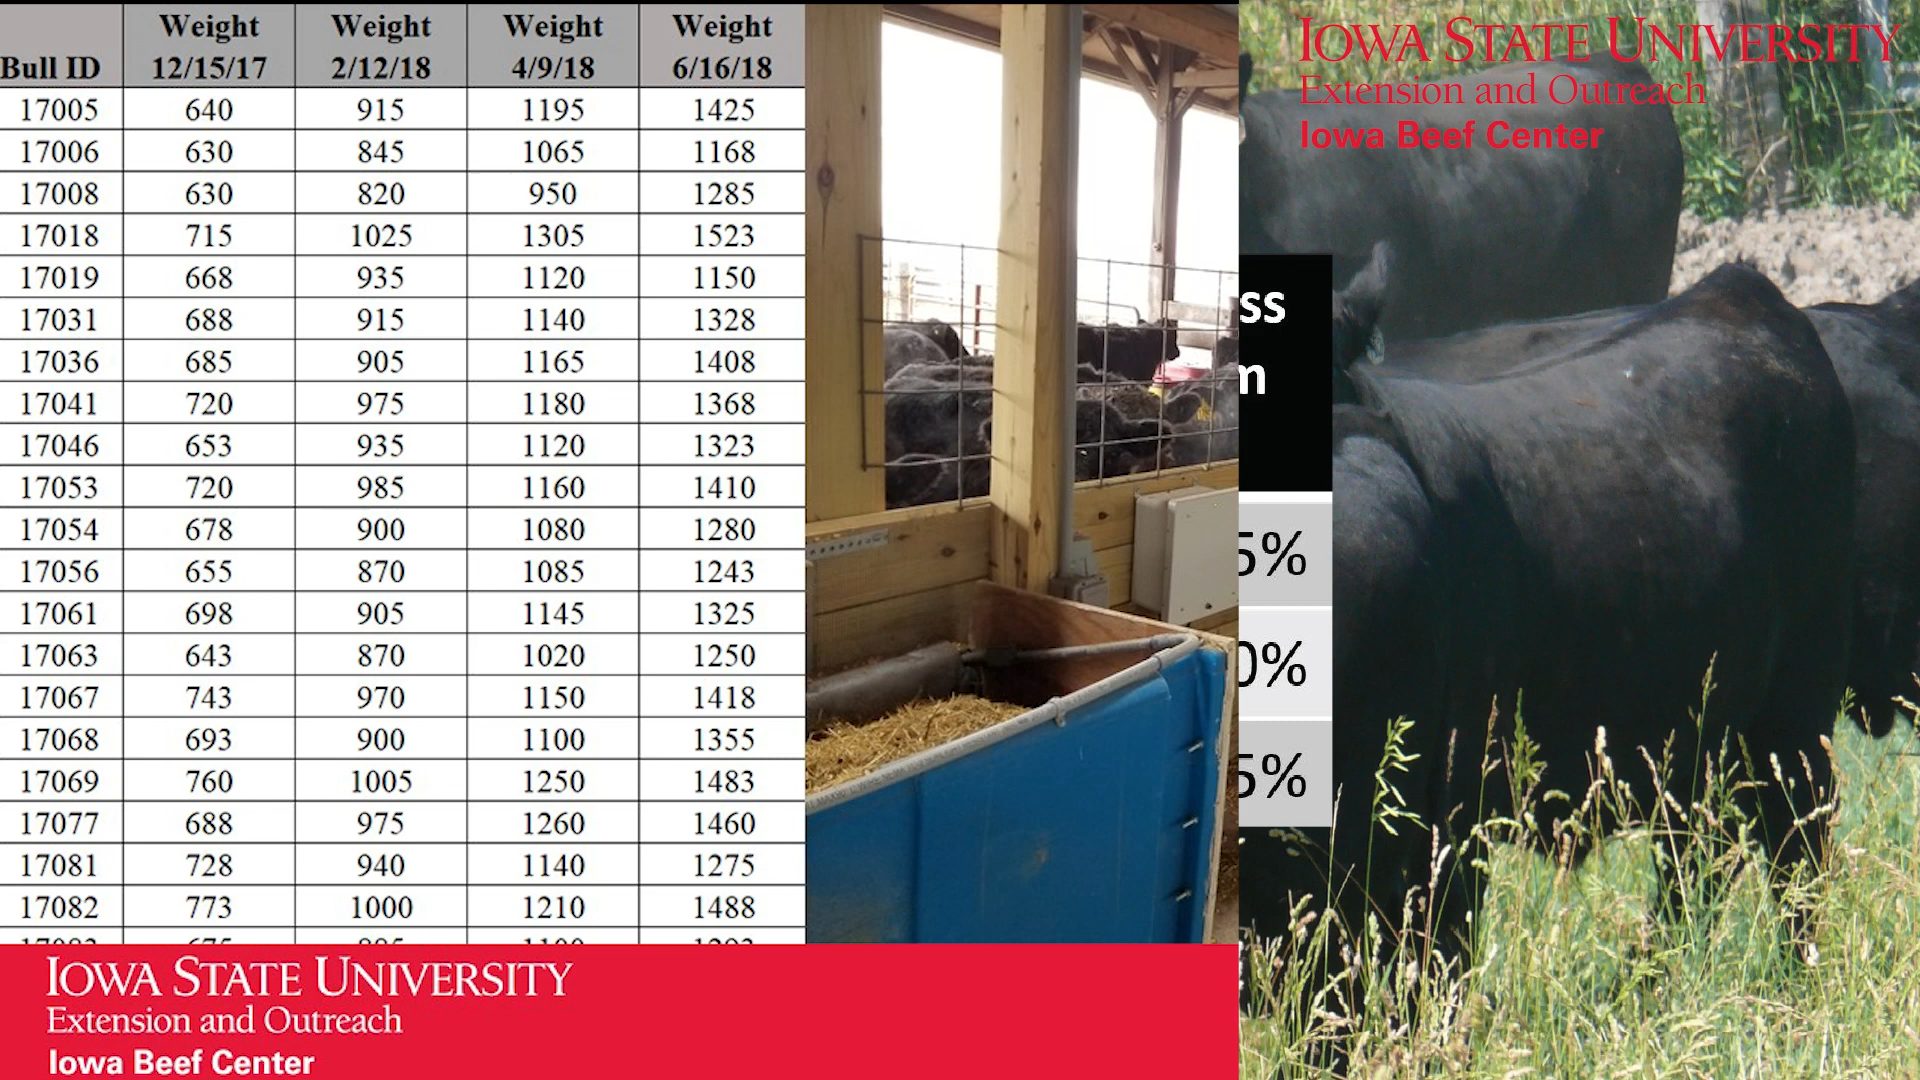 Bull ID Weight 12/15/17 Weight 2/12/18 Weight 4/9/18 Weight 6/16/18
17005 640 915 1195 1425
17006 630 845 1065 1168
17008 630 820 950 1285
17018 715 1025 1305 1523
17019 668 935 1120 1150
17031 688 915 1140 1328
17036 685 905 1165 1408
17041 720 975 1180 1368
17046 653 935 1120 1323
17053 720 985 1160 1410
17054 678 900 1080 1280
17056 655 870 1085 1243
17061 698 905 1145 1325
17063 643 870 1020 1250
17067 743 970 1150 1418
17068 693 900 1100 1355
17069 760 1005 1250 1483
17077 688 975 1260 1460
17081 728 940 1140 1275
17082 773 1000 1210 1488
IOWA STATE UNIVERSITY
Extension and Outreach
Iowa Beef Center
IOWA STATE UNIVERSITY
Extension and Outreach
Iowa Beef Center
ss
m
5%
0%
5%